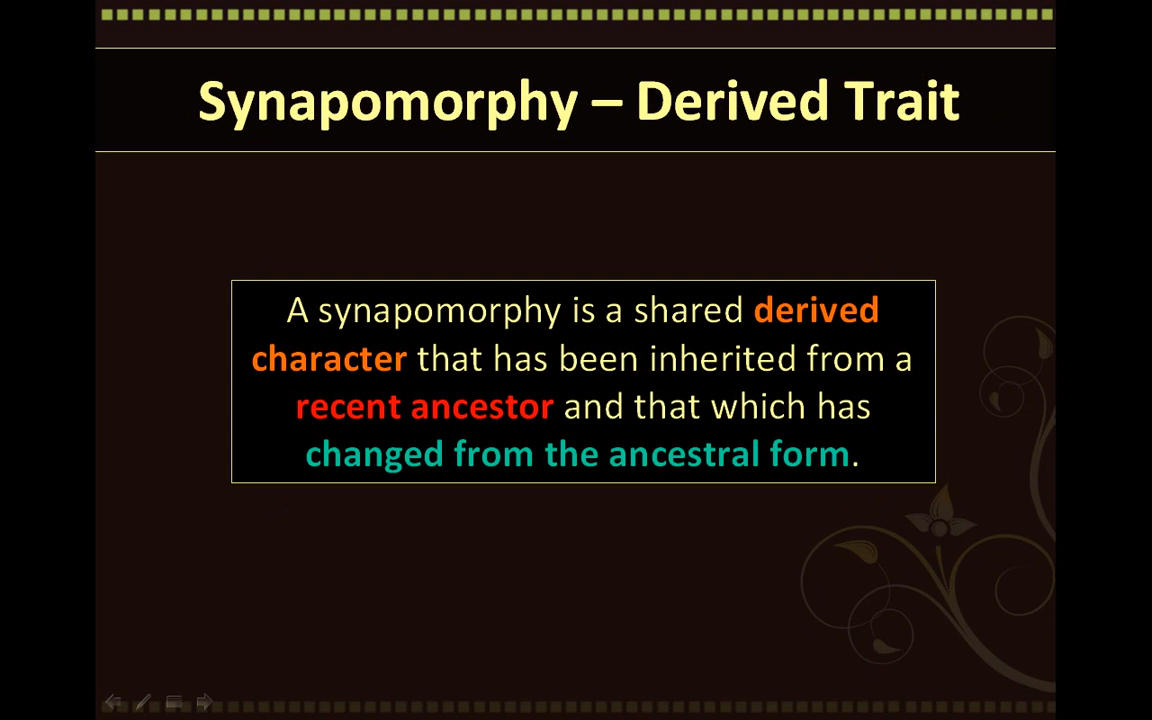 Synapomorphy – Derived Trait
A synapomorphy is a shared derived
character that has been inherited from a
recent ancestor and that which has
changed from the ancestral form.